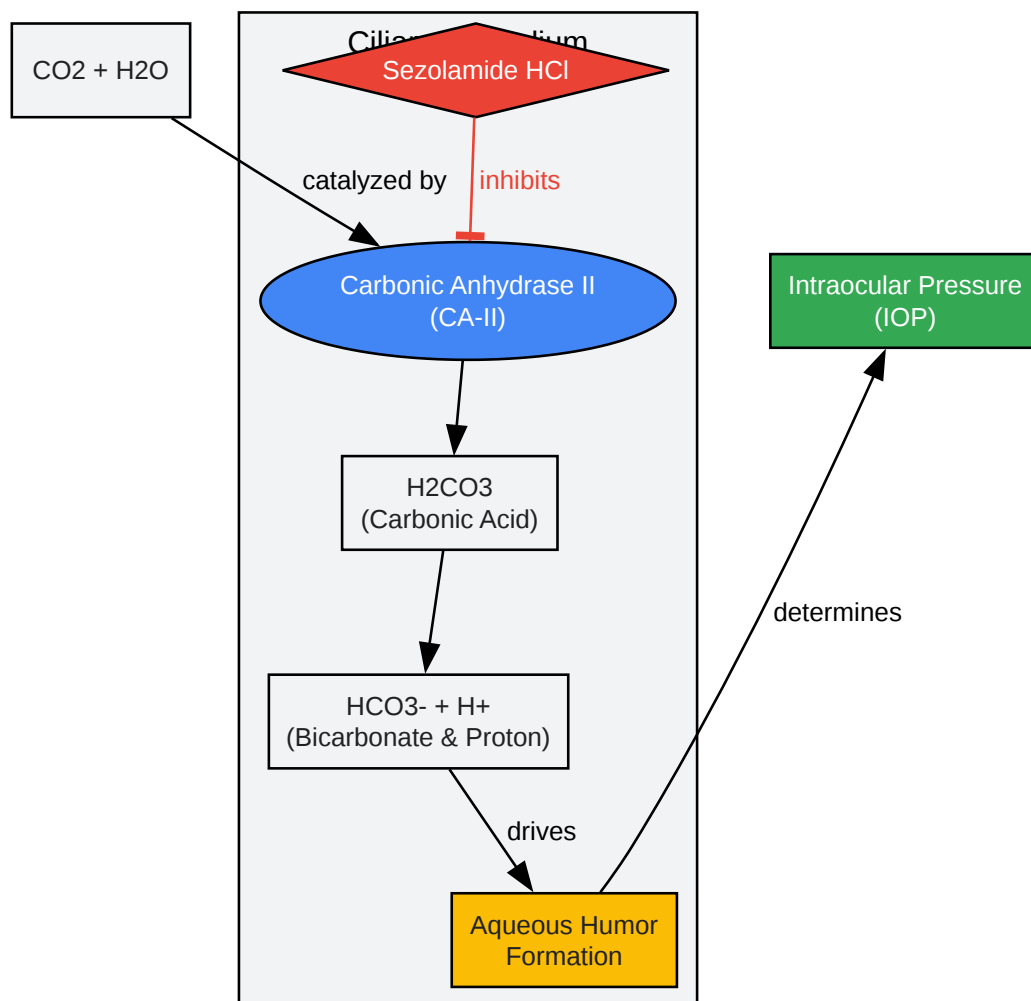 CO2 + H2O
Sezolamide HCl
catalyzed by
inhibits
Carbonic Anhydrase II
(CA-II)
Intraocular Pressure
(IOP)
H2CO3
(Carbonic Acid)
determines
HCO3- + H+
(Bicarbonate & Proton)
drives
Aqueous Humor
Formation